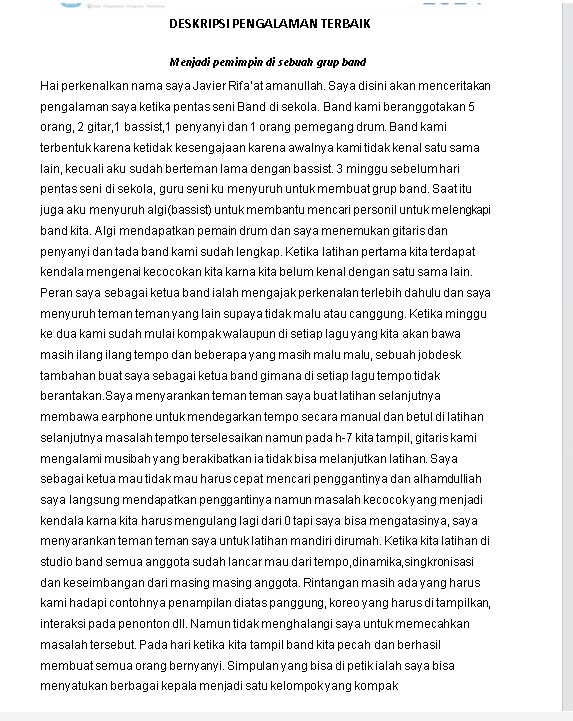 DESKRIPSI PENGALAMAN TERBAIK
Menjadi pemimpin di sebuah grup band
Hai perkenalkan nama saya Javier Rifa'at amanullah. Saya disini akan menceritakan
pengalaman saya ketika pentas seni Band di sekola. Band kami beranggotakan 5
orang, 2 gitar,1 bassist,1 penyanyi dan 1 orang pemegang drum. Band kami
terbentuk karena ketidak kesengajaan karena awalnya kami tidak kenal satu sama
lain, kecuali aku sudah berteman lama dengan bassist. 3 minggu sebelum hari
pentas seni di sekola, guru seni ku menyuruh untuk membuat grup band. Saat itu
juga aku menyuruh algi(bassist) untuk membantu mencari personil untuk melengkapi
band kita. Algi mendapatkan pemain drum dan saya menemukan gitaris dan
penyanyi dan tada band kami sudah lengkap. Ketika latihan pertama kita terdapat
kendala mengenai kecocokan kita karna kita belum kenal dengan satu sama lain.
Peran saya sebagai ketua band ialah mengajak perkenalan terlebih dahulu dan saya
menyuruh teman teman yang lain supaya tidak malu atau canggung. Ketika minggu
ke dua kami sudah mulai kompak walaupun di setiap lagu yang kita akan bawa
masih ilang ilang tempo dan beberapa yang masih malu malu, sebuah jobdesk
tambahan buat saya sebagai ketua band gimana di setiap lagu tempo tidak
berantakan.Saya menyarankan teman teman saya buat latihan selanjutnya
membawa earphone untuk mendegarkan tempo secara manual dan betul di latihan
selanjutnya masalah tempo terselesaikan namun pada h-7 kita tampil, gitaris kami
mengalami musibah yang berakibatkan ia tidak bisa melanjutkan latihan. Saya
sebagai ketua mau tidak mau harus cepat mencari penggantinya dan alhamdulliah
saya langsung mendapatkan penggantinya namun masalah kecocok yang menjadi
kendala karna kita harus mengulang lagi dari 0 tapi saya bisa mengatasinya, saya
menyarankan teman teman saya untuk latihan mandiri dirumah. Ketika kita latihan di
studio band semua anggota sudah lancar mau dari tempo,dinamika,singkronisasi
dan keseimbangan dari masing masing anggota. Rintangan masih ada yang harus
kami hadapi contohnya penampilan diatas panggung, koreo yang harus di tampilkan,
interaksi pada penonton dll. Namun tidak menghalangi saya untuk memecahkan
masalah tersebut. Pada hari ketika kita tampil band kita pecah dan berhasil
membuat semua orang bernyanyi. Simpulan yang bisa di petik ialah saya bisa
menyatukan berbagai kepala menjadi satu kelompok yang kompak